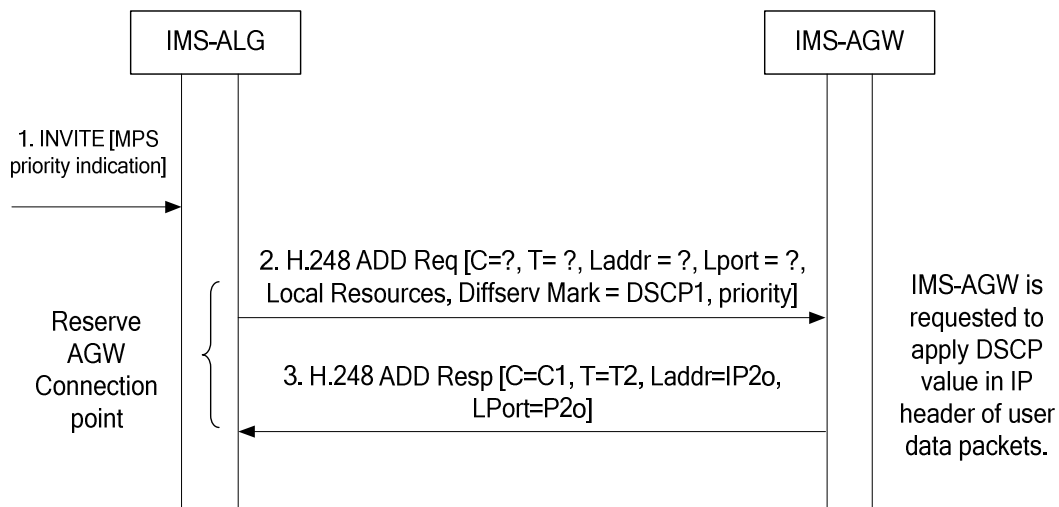 IMS-ALG
IMS-AGW
1. INVITE [MPS
priority indication]
2. H.248 ADD Req [C=?, T= ?, Laddr = ?, Lport = ?,
Local Resources, Diffserv Mark = DSCP1, priority]
Reserve
AGW
Connection
point
3. H.248 ADD Resp [C=C1, T=T2, Laddr=IP2o,
LPort=P2o]
IMS-AGW is
requested to
apply DSCP
value in IP
header of user
data packets.